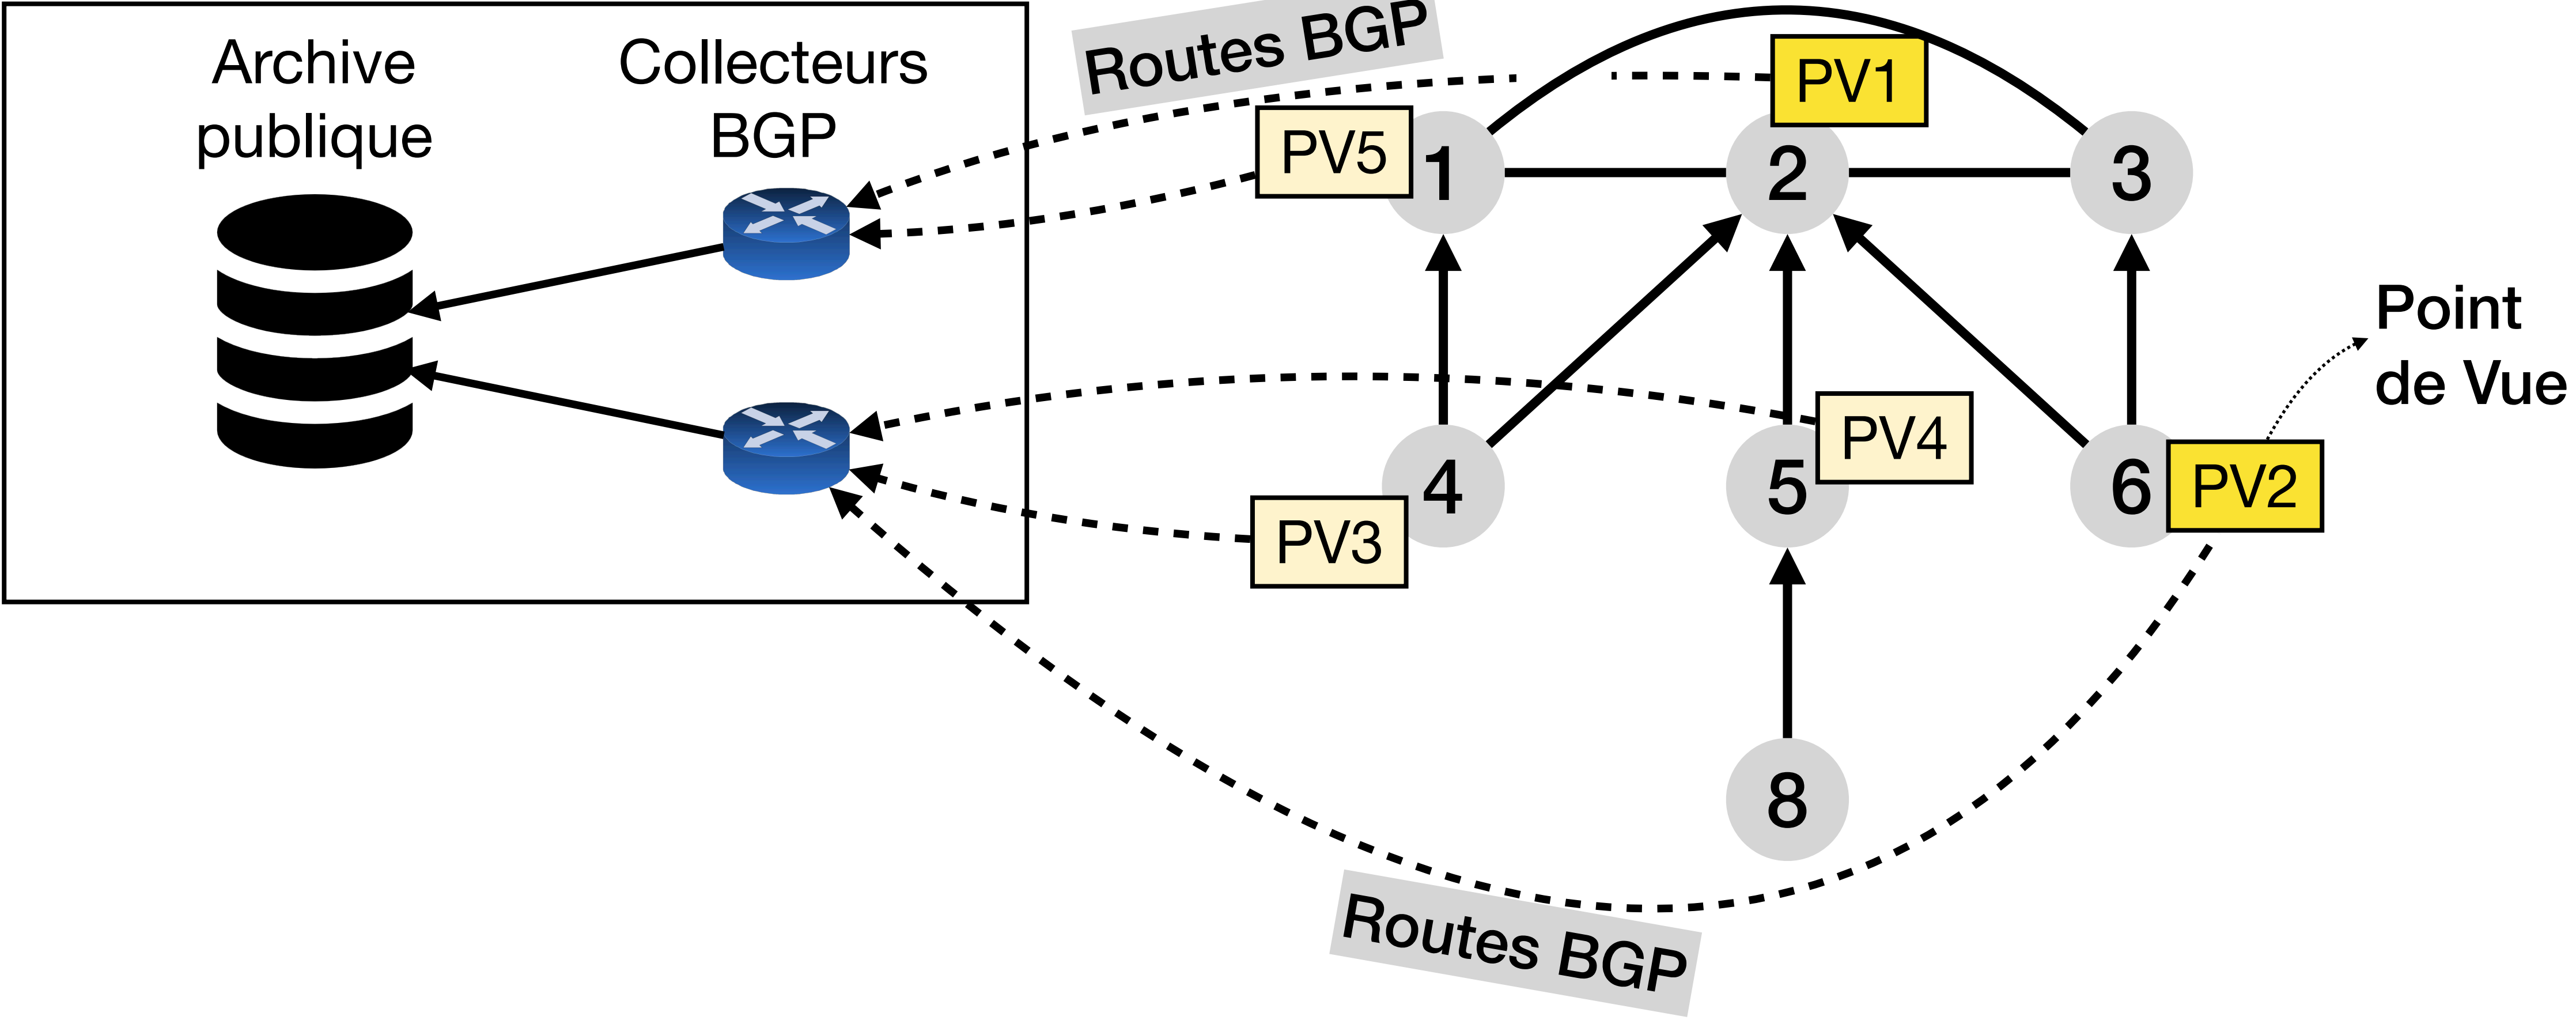 Archive
publique
Collecteurs
BGP
Routes BGP
PV1
PV5
1
2
3
Point
de Vue
PV4
4
5
6
PV2
PV3
8
Routes BGP